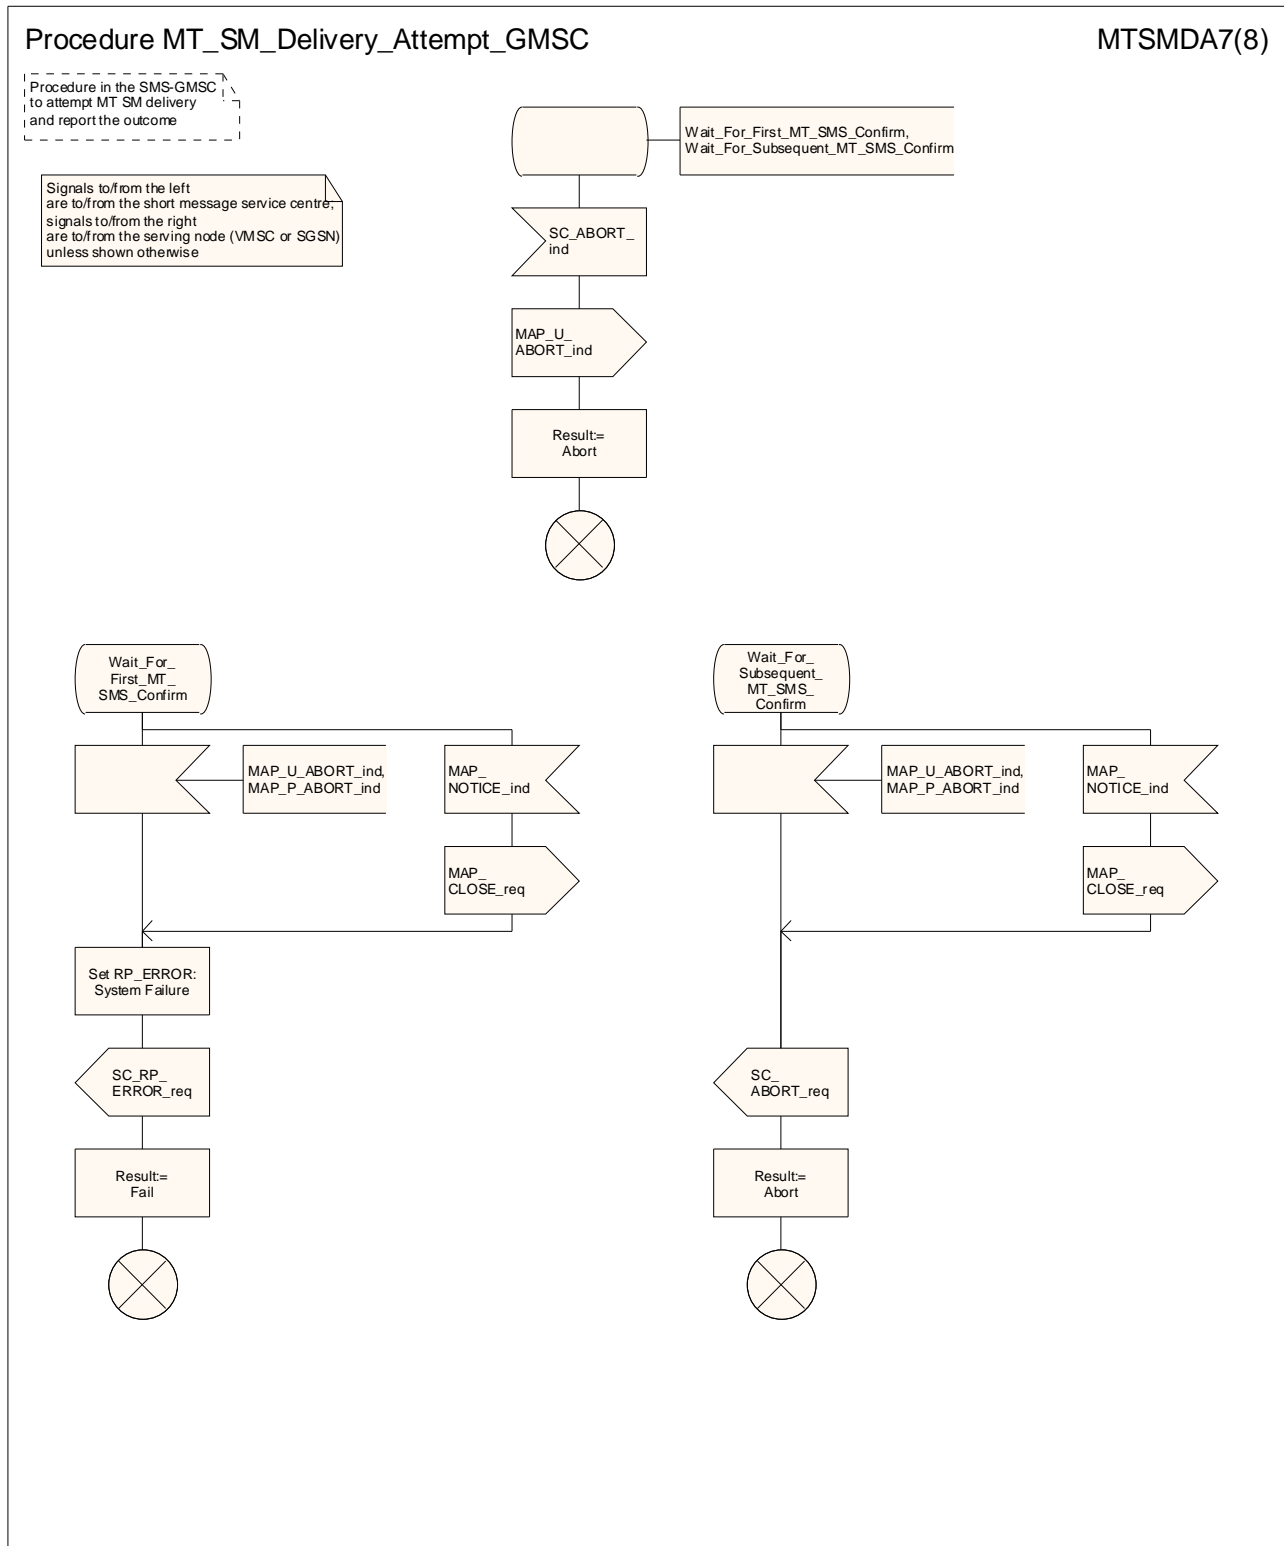 Procedure MT_SM_Delivery_Attempt_GMSC
MTSMDA7(8)
Procedure in the SMS-GMSC
to attempt MT SM delivery
and report the outcome
Signals to/from the left
are to/from the short message service centre;
signals to/from the right
are to/from the serving node (VMSC or SGSN)
unless shown otherwise
Wait_For_First_MT_SMS_Confirm,
Wait_For_Subsequent_MT_SMS_Confirm
SC_ABORT_
ind
MAP_U_
ABORT_ind
Result:=
Abort
Wait_For_
First_MT_
SMS_Confirm
MAP_U_ABORT_ind,
MAP_P_ABORT_ind
MAP_
NOTICE_ind
MAP_
CLOSE_req
Set RP_ERROR:
System Failure
SC_RP_
ERROR_req
Result:=
Fail
Wait_For_
Subsequent_
MT_SMS_
Confirm
MAP_U_ABORT_ind,
MAP_P_ABORT_ind
MAP_
NOTICE_ind
MAP_
CLOSE_req
SC_
ABORT_req
Result:=
Abort